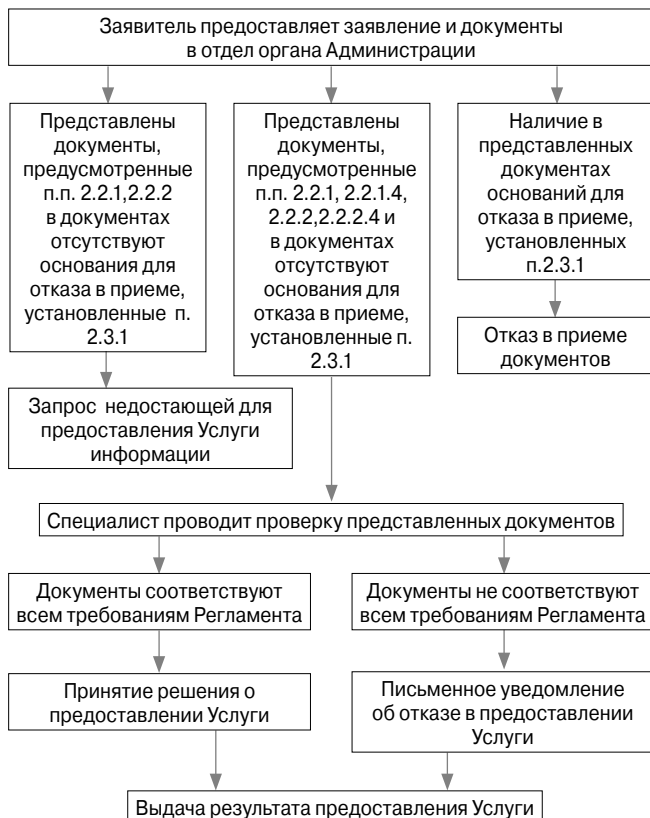 Заявитель предоставляет заявление и документы
в отдел органа Администрации
Представлены
документы,
предусмотренные
п.п. 2.2.1,2.2.2
в документах
отсутствуют
основания для
отказа в приеме,
установленные п.
2.3.1
Представлены
документы,
предусмотренные
п.п. 2.2.1, 2.2.1.4,
2.2.2,2.2.2.4 и
в документах
отсутствуют
основания для
отказа в приеме,
установленные п.
2.3.1
Наличие в
представленных
документах
оснований для
отказа в приеме,
установленных
п.2.3.1
Отказ в приеме
документов
Запрос недостающей для
предоставления Услуги
информации
Специалист проводит проверку представленных документов
Документы соответствуют
всем требованиям Регламента
Документы не соответствуют
всем требованиям Регламента
Принятие решения о
предоставлении Услуги
Письменное уведомление
об отказе в предоставлении
Услуги
Выдача результата предоставления Услуги